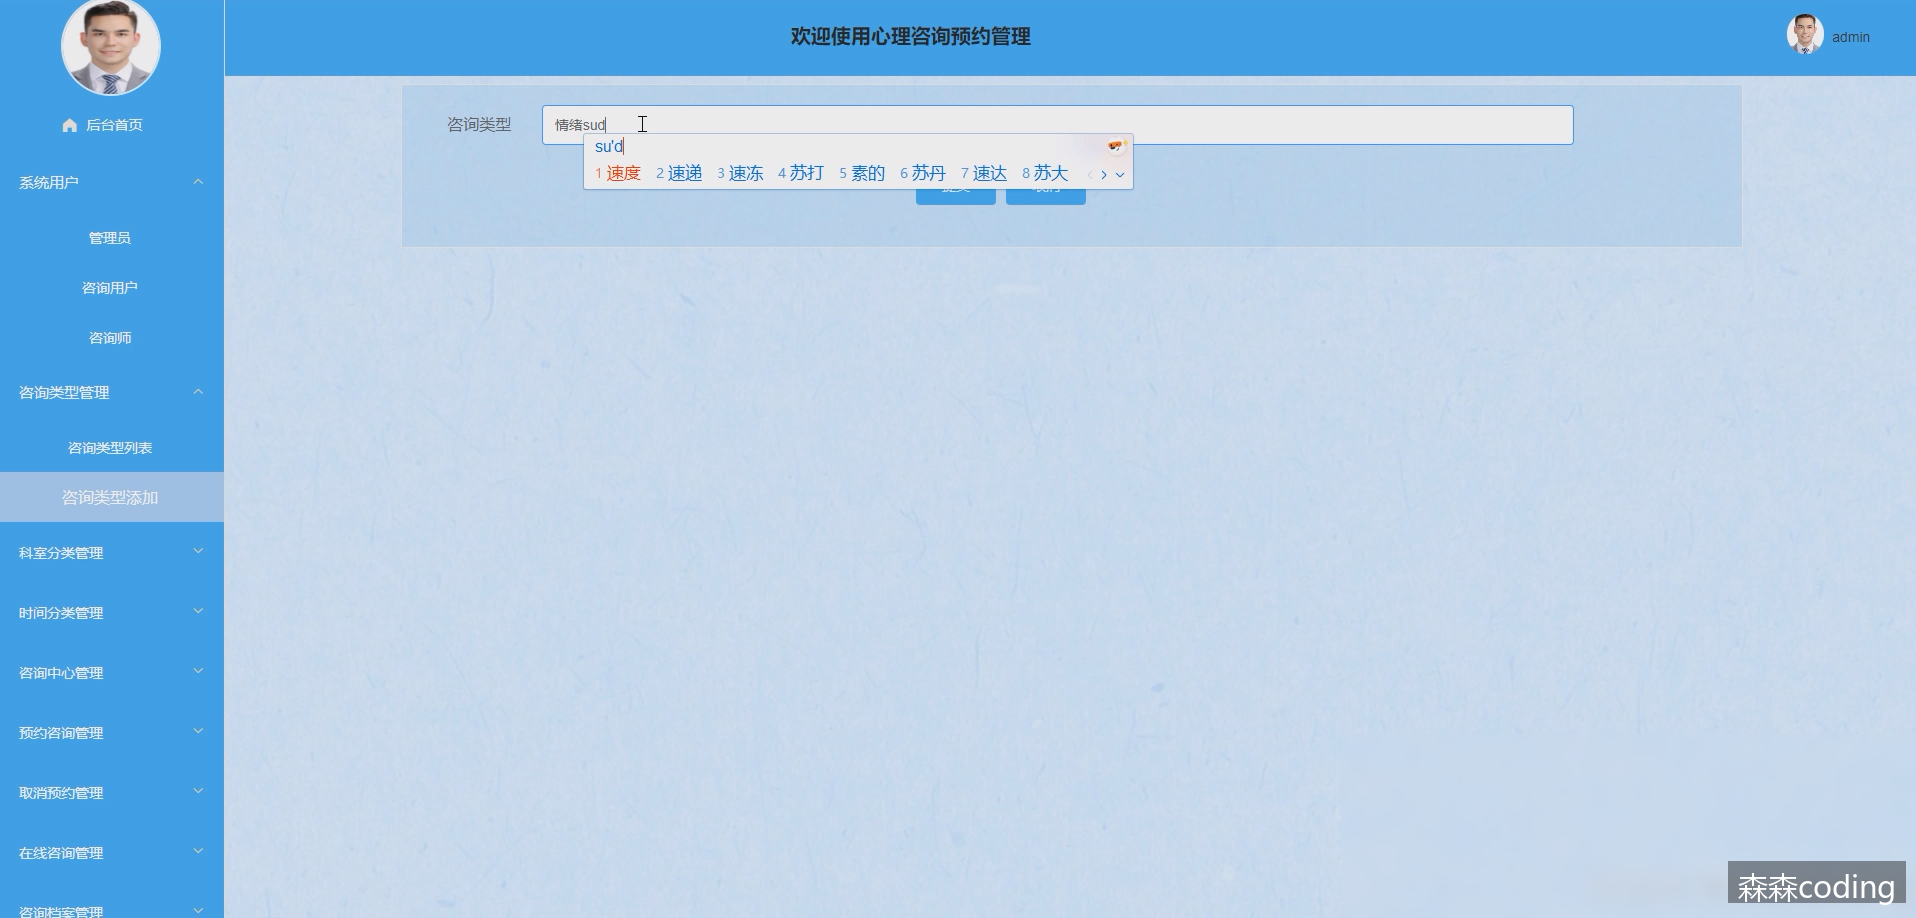 欢迎使用心理咨询预约管理
admin
后台首页
系统用户
管理员
咨询用户
咨询师
咨询类型管理
咨询类型列表
咨询类型添加
科室分类管理
时间分类管理
咨询中心管理
预约咨询管理
取消预约管理
在线咨询管理
咨询档案管理
咨询类型
情绪sud
su'd
1 速度 2 速递 3 速冻 4 苏打 5 素的 6 苏丹 7 速达 8 苏大
森森coding